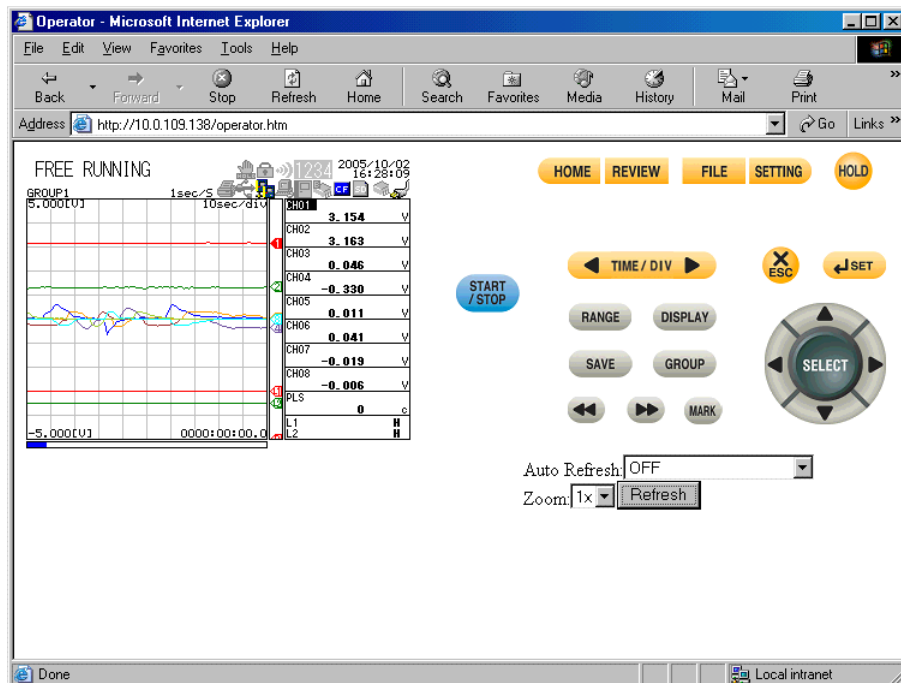 Operator - Microsoft Internet Explorer
File Edit View Favorites Tools Help
Back Forward Stop Refresh Home Search Favorites Media History Mail Print
Address http://10.0.109.138/operator.htm Go Links
FREE RUNNING 1234 2005/10/02
16:28:09
GROUP1 1sec/S CF SD
5.000[V] 10sec/div
CH01
3.154 V
CH02
3.163 V
CH03
0.046 V
CH04
-0.330 V
CH05
0.011 V
CH06
0.041 V
CH07
-0.019 V
CH08
-0.006 V
PLS
0 c
L1 H
L2 H
-5.000[V] 0000:00:00.0
HOME REVIEW FILE SETTING HOLD
TIME / DIV ESC SET
START
/ STOP
RANGE DISPLAY
SAVE GROUP
SELECT
MARK
Auto Refresh: OFF
Zoom: 1x Refresh
Done Local intranet